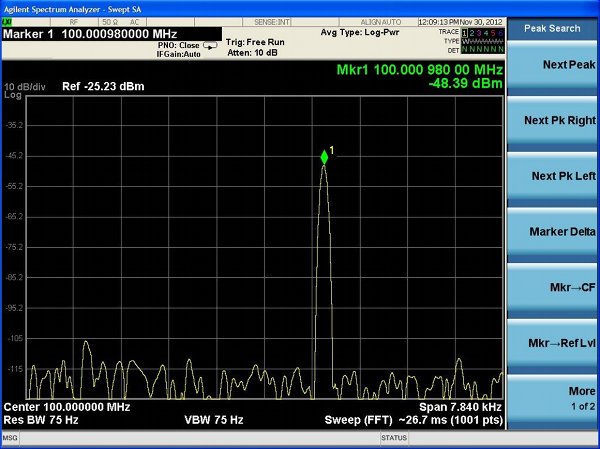 Agilent Spectrum Analyzer - Swept SA
LXI
RF
50 Ω
AC
SENSE:INT
ALIGN AUTO
12:09:13 PM Nov 30, 2012
Marker 1 100.000980000 MHz
PNO: Close
IFGain:Auto
Trig: Free Run
Atten: 10 dB
Avg Type: Log-Pwr
TRACE 1 2 3 4 5 6
TYPE
DET N N N N N N
Peak Search
Mkr1 100.000 980 00 MHz
-48.39 dBm
10 dB/div
Ref -25.23 dBm
Log
1
-35.2
-45.2
-55.2
-65.2
-75.2
-85.2
-95.2
-105
-115
Next Peak
Next Pk Right
Next Pk Left
Marker Delta
Mkr→CF
Mkr→Ref Lvl
More
1 of 2
Center 100.000000 MHz
Span 7.840 kHz
Res BW 75 Hz
VBW 75 Hz
Sweep (FFT) ~26.7 ms (1001 pts)
MSG
STATUS